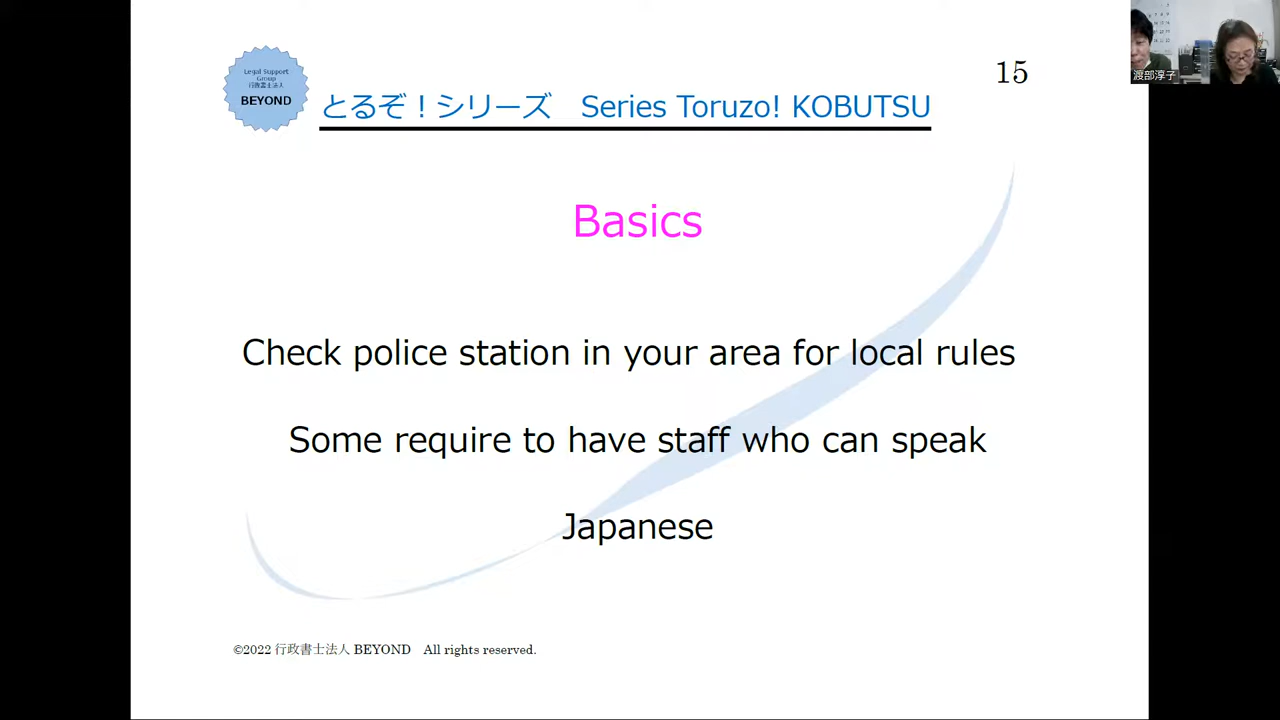 Legal Support
Group
行政書士法人
BEYOND
とるぞ！シリーズ　Series Toruzo! KOBUTSU
15
渡部淳子
Basics
Check police station in your area for local rules
Some require to have staff who can speak
Japanese
©2022 行政書士法人 BEYOND　All rights reserved.